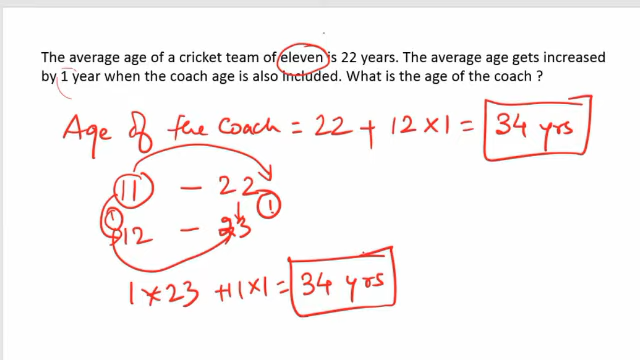 The average age of a cricket team of eleven is 22 years. The average age gets increased
by 1 year when the coach age is also included. What is the age of the coach ?
Age of the coach = 22 + 12 × 1 = 34 yrs
11 – 22
1 1
12 – 23
1 × 23 + 11 × 1 = 34 yrs